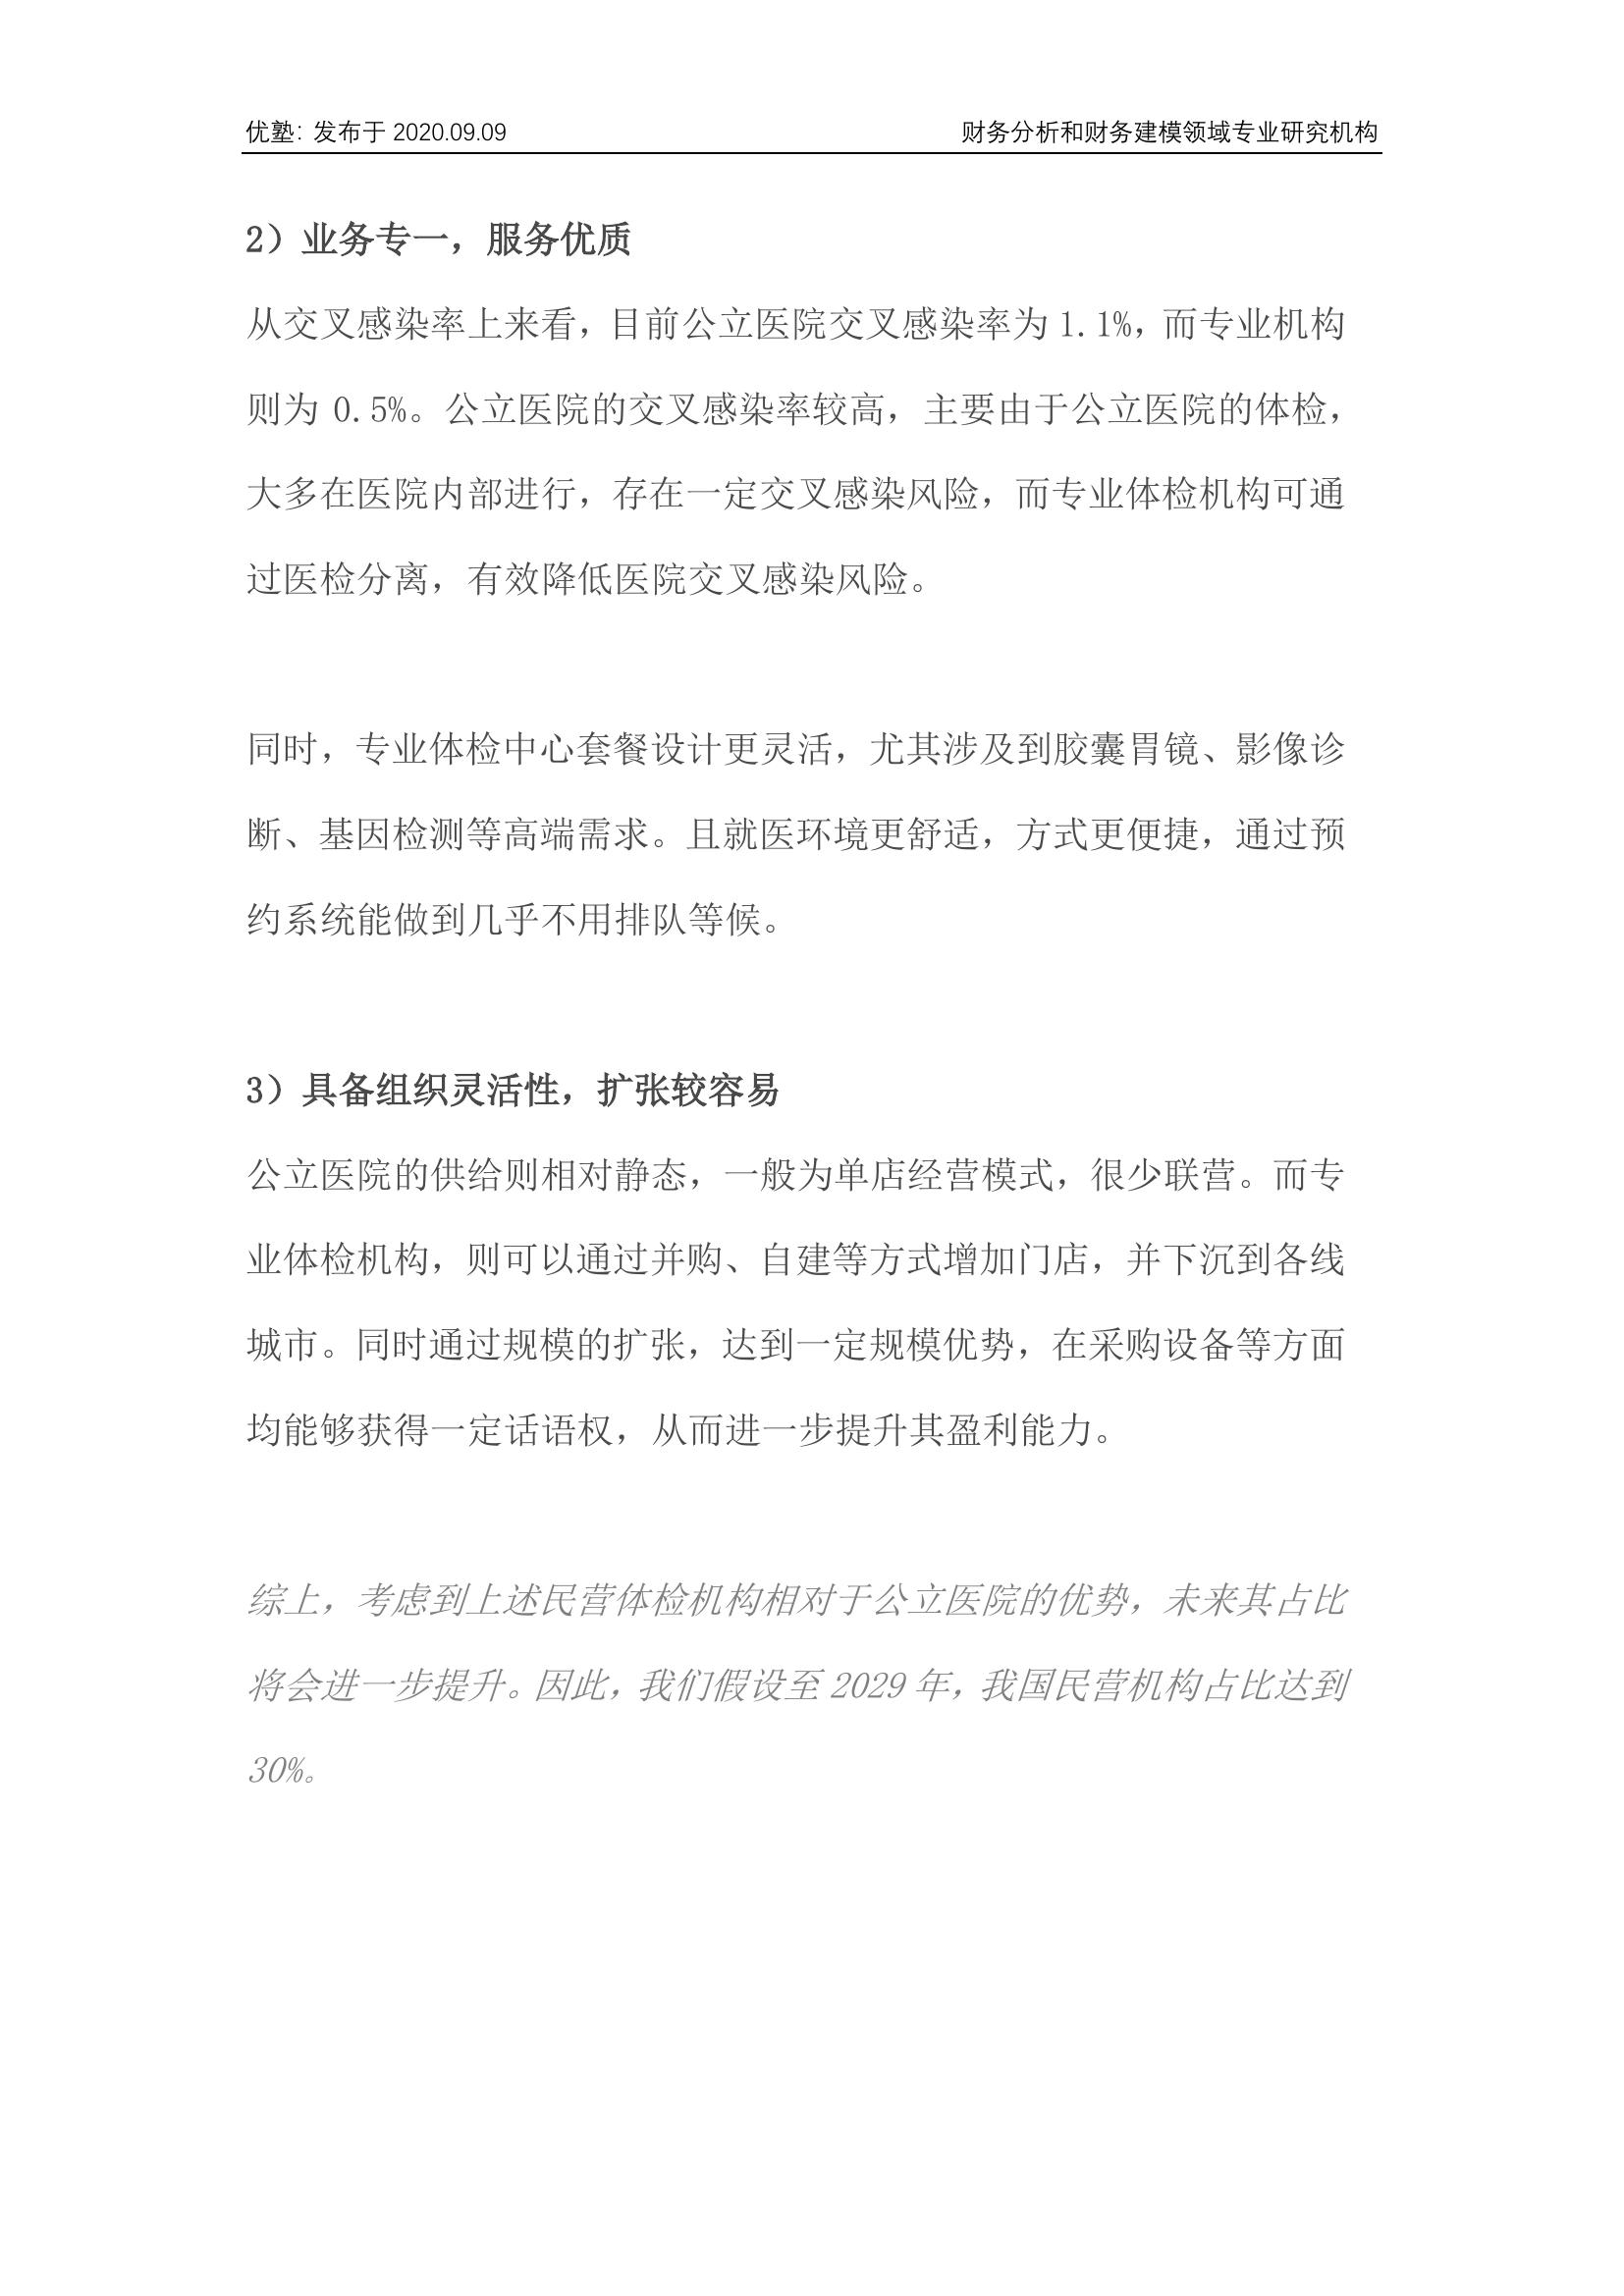 优塾：发布于 2020.09.09
财务分析和财务建模领域专业研究机构
2）业务专一，服务优质
从交叉感染率上来看，目前公立医院交叉感染率为 1.1%，而专业机构
则为 0.5%。公立医院的交叉感染率较高，主要由于公立医院的体检，
大多在医院内部进行，存在一定交叉感染风险，而专业体检机构可通
过医检分离，有效降低医院交叉感染风险。
同时，专业体检中心套餐设计更灵活，尤其涉及到胶囊胃镜、影像诊
断、基因检测等高端需求。且就医环境更舒适，方式更便捷，通过预
约系统能做到几乎不用排队等候。
3）具备组织灵活性，扩张较容易
公立医院的供给则相对静态，一般为单店经营模式，很少联营。而专
业体检机构，则可以通过并购、自建等方式增加门店，并下沉到各线
城市。同时通过规模的扩张，达到一定规模优势，在采购设备等方面
均能够获得一定话语权，从而进一步提升其盈利能力。
综上，考虑到上述民营体检机构相对于公立医院的优势，未来其占比
将会进一步提升。因此，我们假设至 2029 年，我国民营机构占比达到
30%。